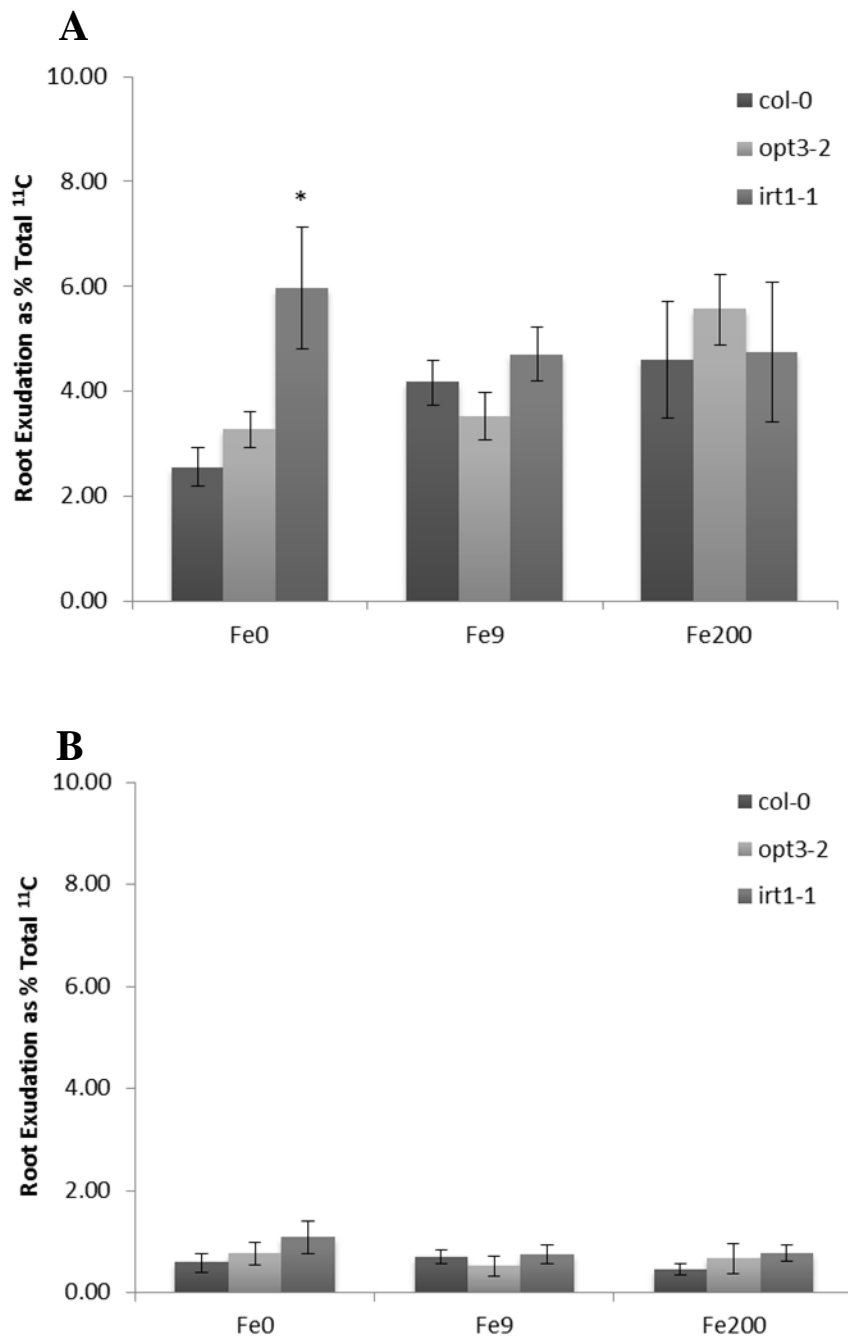 A
10.00
8.00
6.00
4.00
2.00
0.00
Root Exudation as % Total ¹¹C
*
col-0
opt3-2
irt1-1
Fe0
Fe9
Fe200
B
10.00
8.00
6.00
4.00
2.00
0.00
Root Exudation as % Total ¹¹C
col-0
opt3-2
irt1-1
Fe0
Fe9
Fe200